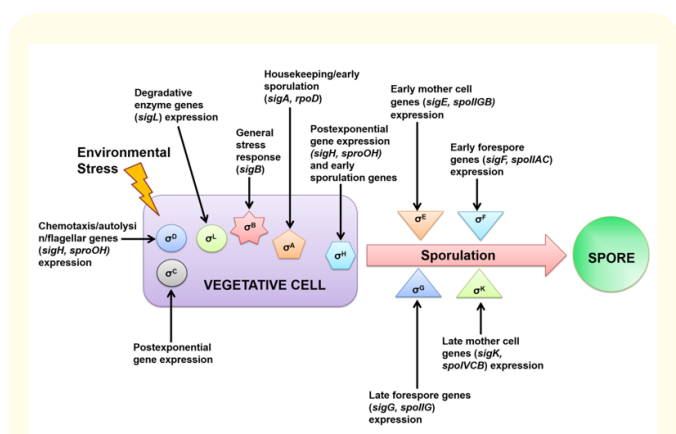 Housekeeping/early
sporulation
(sigA, rpoD)
Degradative
enzyme genes
(sigL) expression
Early mother cell
genes (sigE, spoIIGB)
expression
General
stress
response
(sigB)
Postexponential
gene expression
(sigH, sproOH)
and early
sporulation genes
Early forespore
genes (sigF, spoIIAC)
expression
Environmental
Stress
Chemotaxis/autolysi
n/flagellar genes
(sigH, sproOH)
expression
σD
σL
σB
σA
σH
σC
VEGETATIVE CELL
σE
σF
Sporulation
σG
σK
SPORE
Postexponential
gene expression
Late mother cell
genes (sigK,
spoIVCB) expression
Late forespore genes
(sigG, spoIIG)
expression